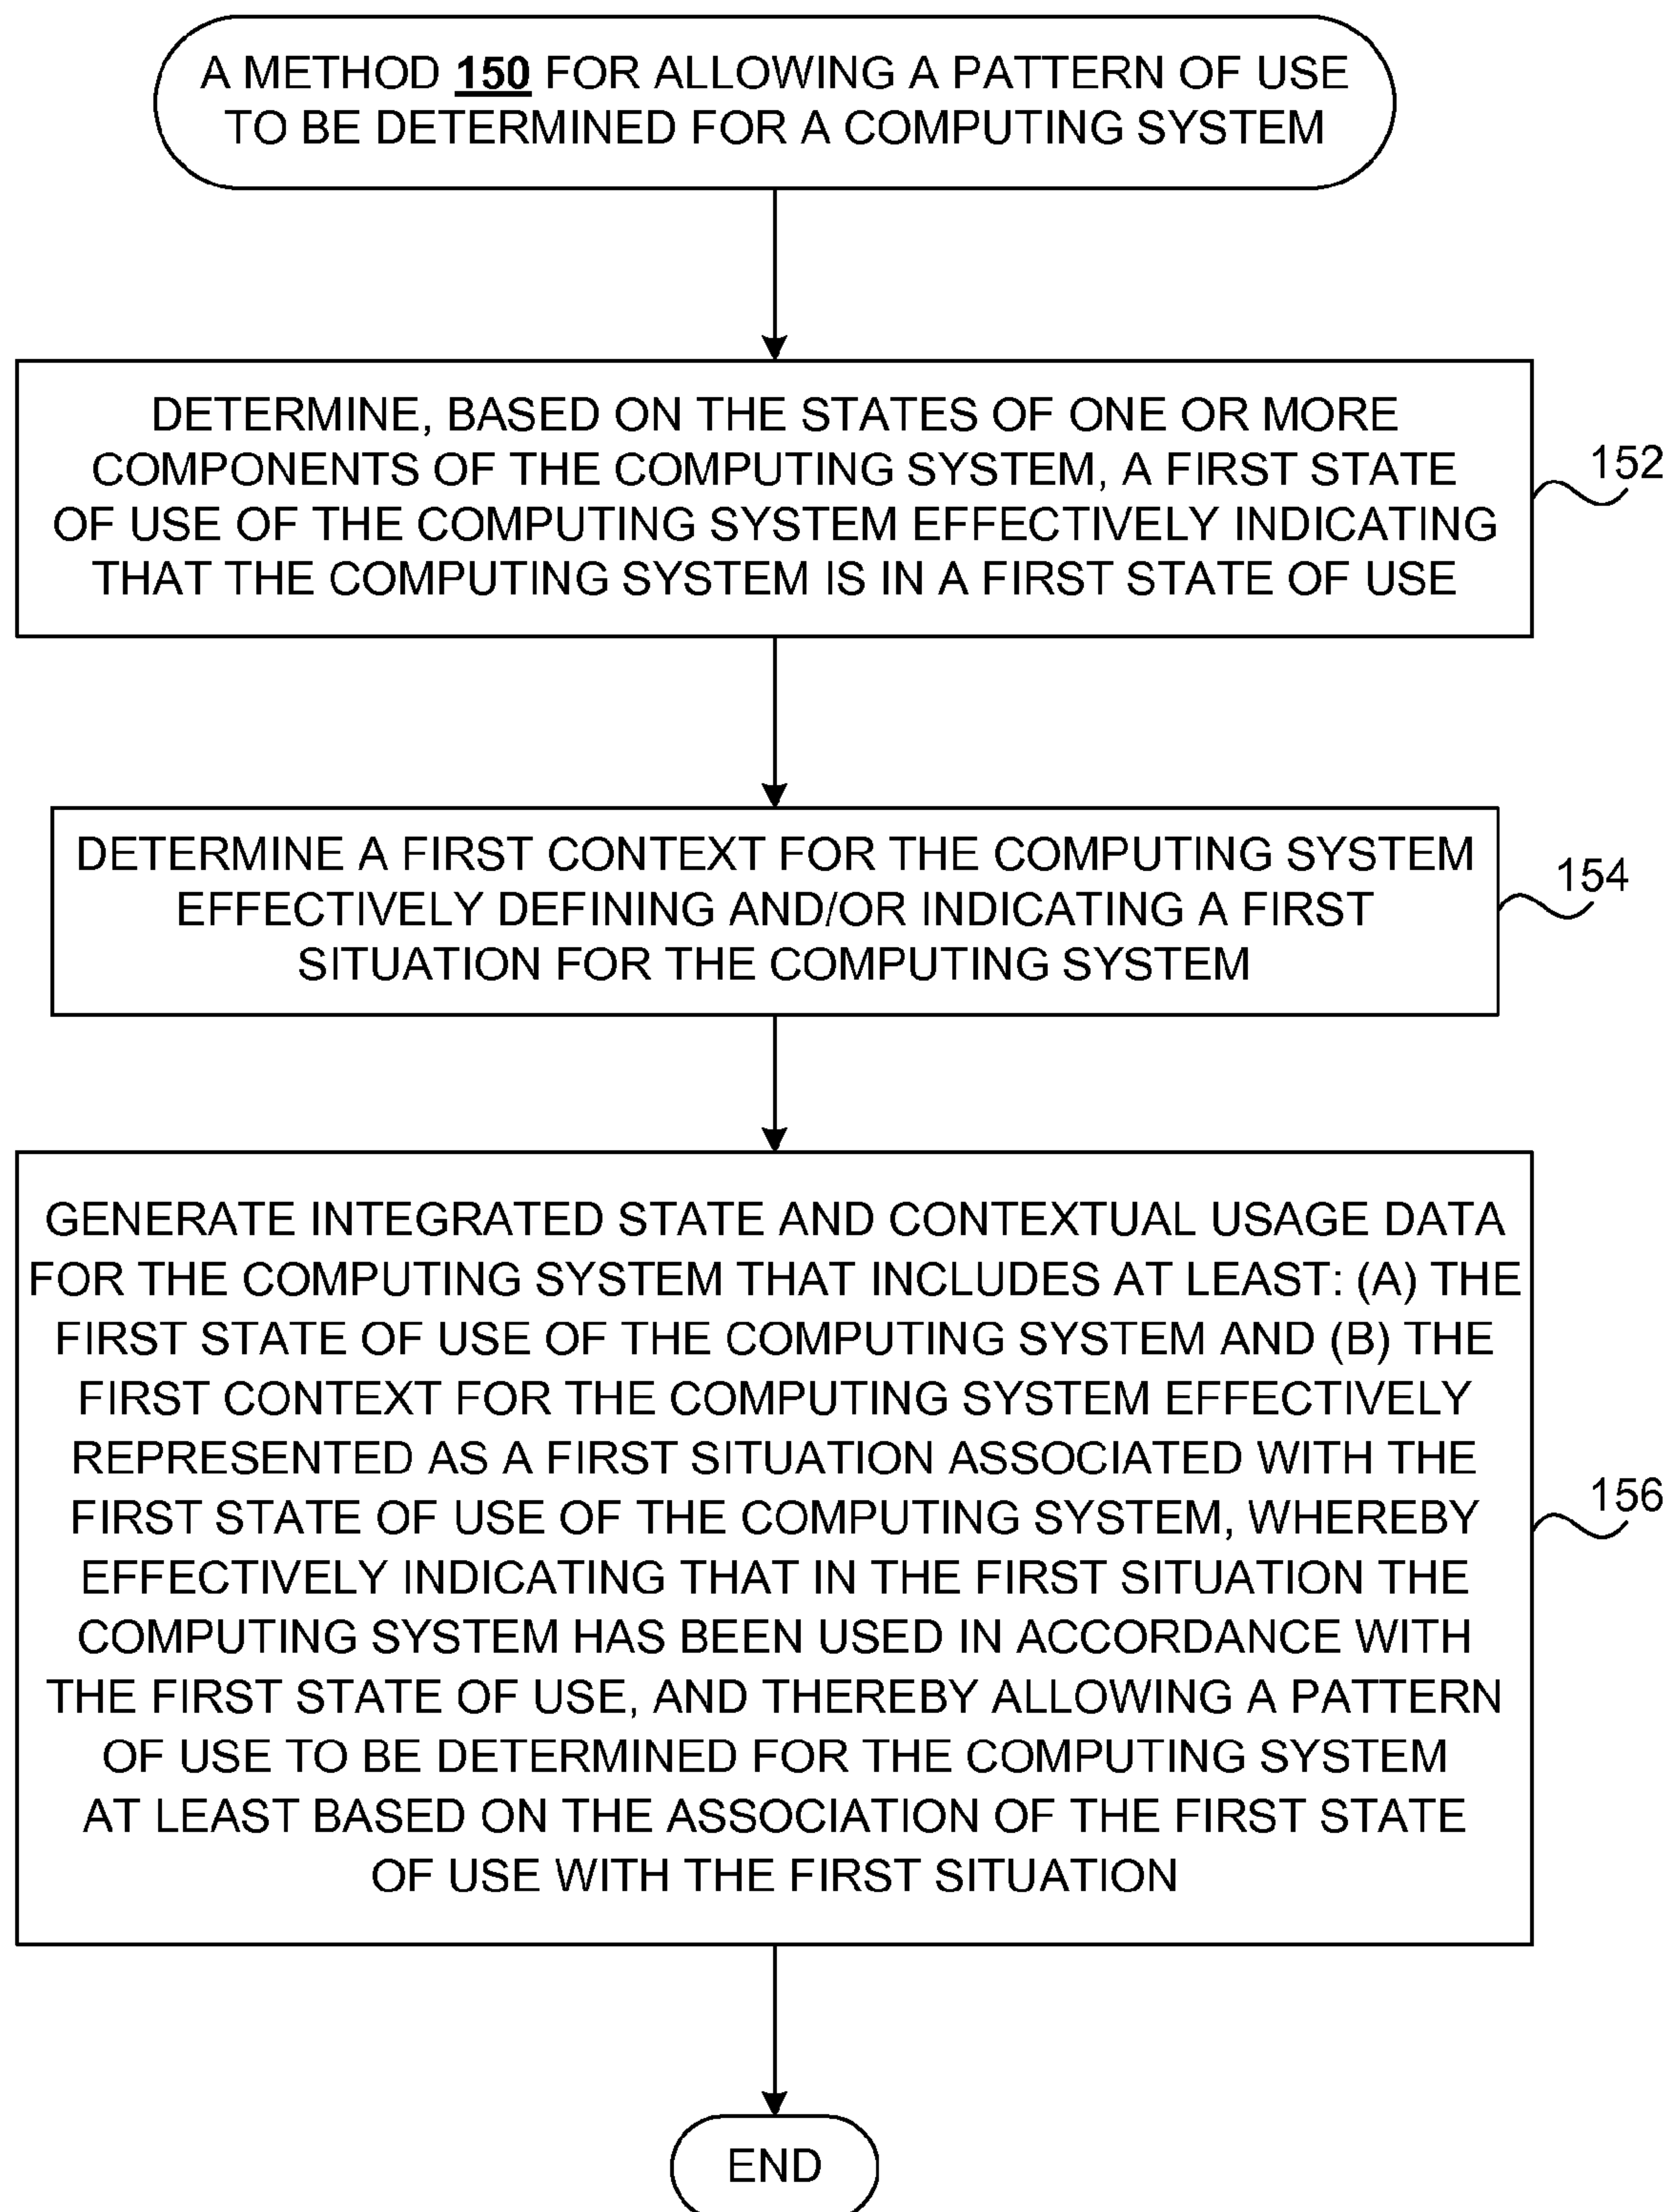 A METHOD 150 FOR ALLOWING A PATTERN OF USE
TO BE DETERMINED FOR A COMPUTING SYSTEM
DETERMINE, BASED ON THE STATES OF ONE OR MORE
COMPONENTS OF THE COMPUTING SYSTEM, A FIRST STATE
OF USE OF THE COMPUTING SYSTEM EFFECTIVELY INDICATING
THAT THE COMPUTING SYSTEM IS IN A FIRST STATE OF USE
152
DETERMINE A FIRST CONTEXT FOR THE COMPUTING SYSTEM
EFFECTIVELY DEFINING AND/OR INDICATING A FIRST
SITUATION FOR THE COMPUTING SYSTEM
154
GENERATE INTEGRATED STATE AND CONTEXTUAL USAGE DATA
FOR THE COMPUTING SYSTEM THAT INCLUDES AT LEAST: (A) THE
FIRST STATE OF USE OF THE COMPUTING SYSTEM AND (B) THE
FIRST CONTEXT FOR THE COMPUTING SYSTEM EFFECTIVELY
REPRESENTED AS A FIRST SITUATION ASSOCIATED WITH THE
FIRST STATE OF USE OF THE COMPUTING SYSTEM, WHEREBY
EFFECTIVELY INDICATING THAT IN THE FIRST SITUATION THE
COMPUTING SYSTEM HAS BEEN USED IN ACCORDANCE WITH
THE FIRST STATE OF USE, AND THEREBY ALLOWING A PATTERN
OF USE TO BE DETERMINED FOR THE COMPUTING SYSTEM
AT LEAST BASED ON THE ASSOCIATION OF THE FIRST STATE
OF USE WITH THE FIRST SITUATION
156
END